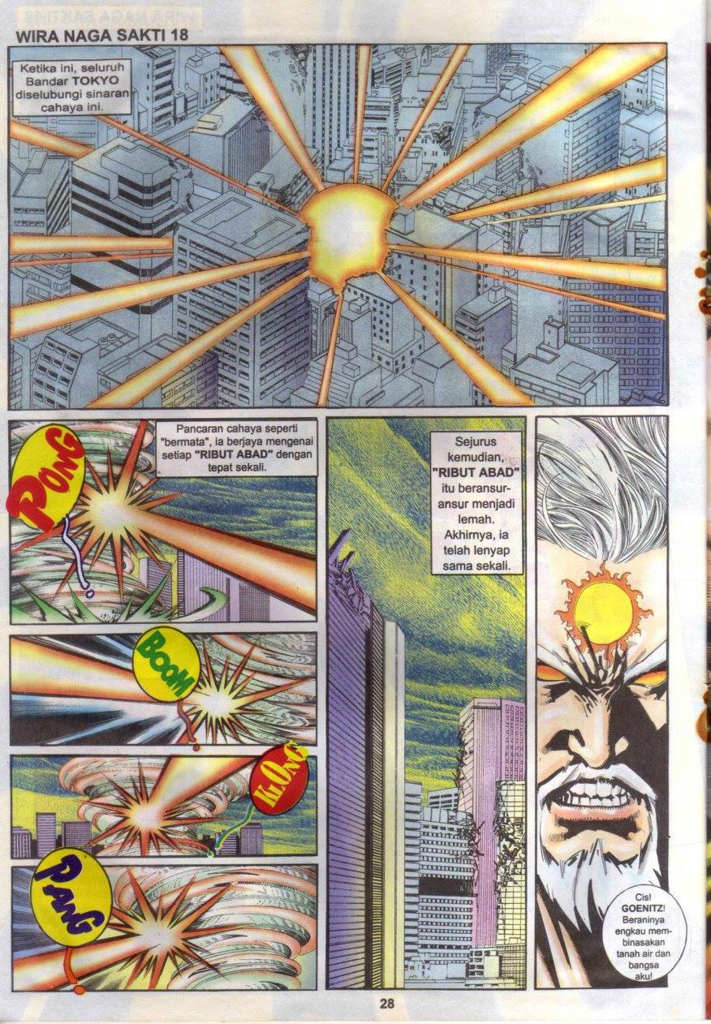 WIRA NAGA SAKTI 18
Ketika ini, seluruh
Bandar TOKYO
diselubungi sinaran
cahaya ini.
Pancaran cahaya seperti
"bermata", ia berjaya mengenai
setiap "RIBUT ABAD" dengan
tepat sekali.
PONG
BOOM
KLONG
PANG
Sejurus
kemudian,
"RIBUT ABAD"
itu beransur-
ansur menjadi
lemah.
Akhirnya, ia
telah lenyap
sama sekali.
Cis!
GOENITZ!
Beraninya
engkau mem-
binasakan
tanah air dan
bangsa
aku!
28